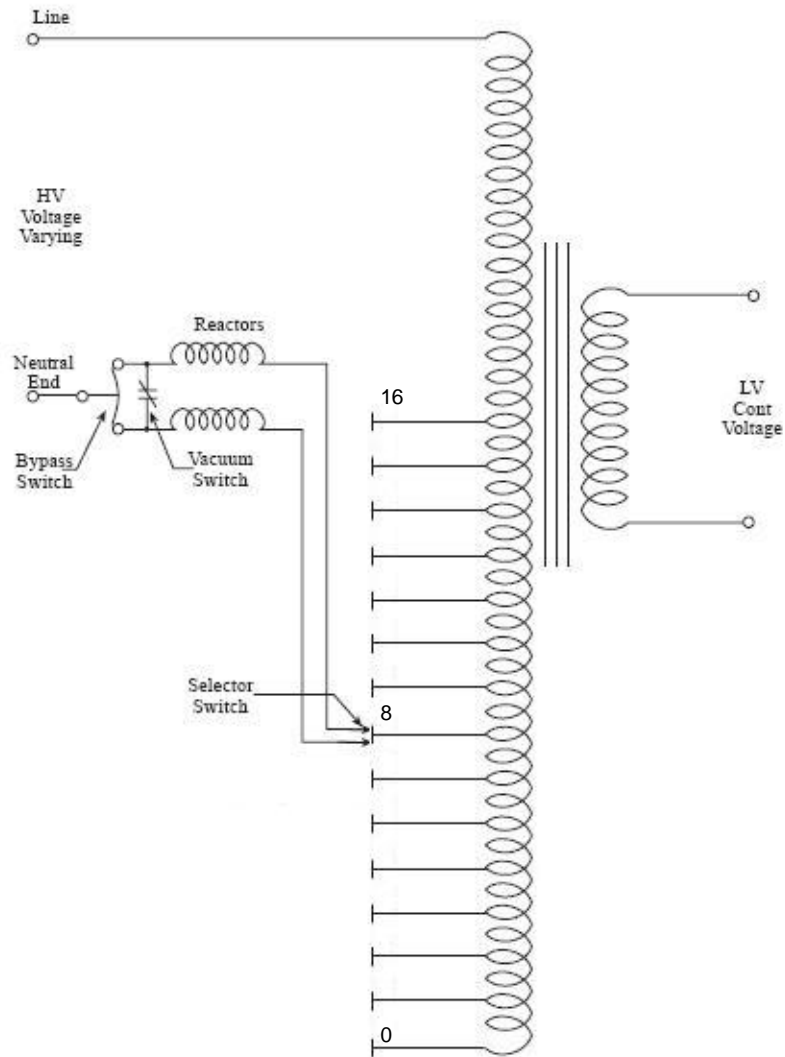 Line
HV
Voltage
Varying
Reactors
Neutral
End
16
LV
Cont
Voltage
Bypass
Switch
Vacuum
Switch
Selector
Switch
8
0